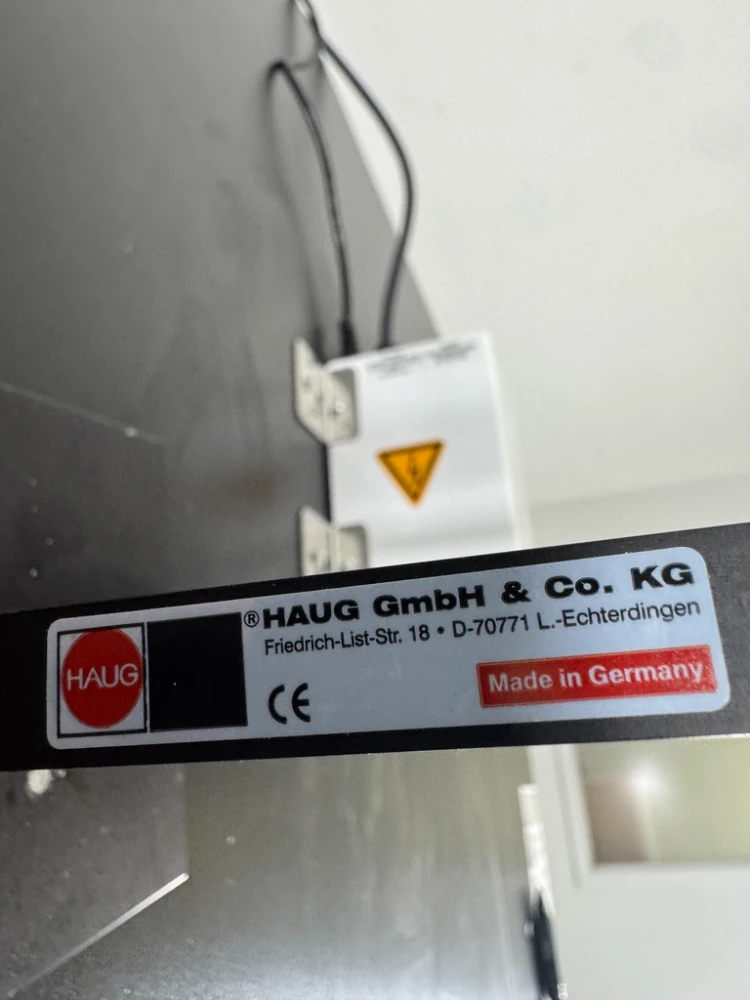 HAUG
®HAUG GmbH & Co. KG
Friedrich-List-Str. 18 • D-70771 L.-Echterdingen
CE
Made in Germany